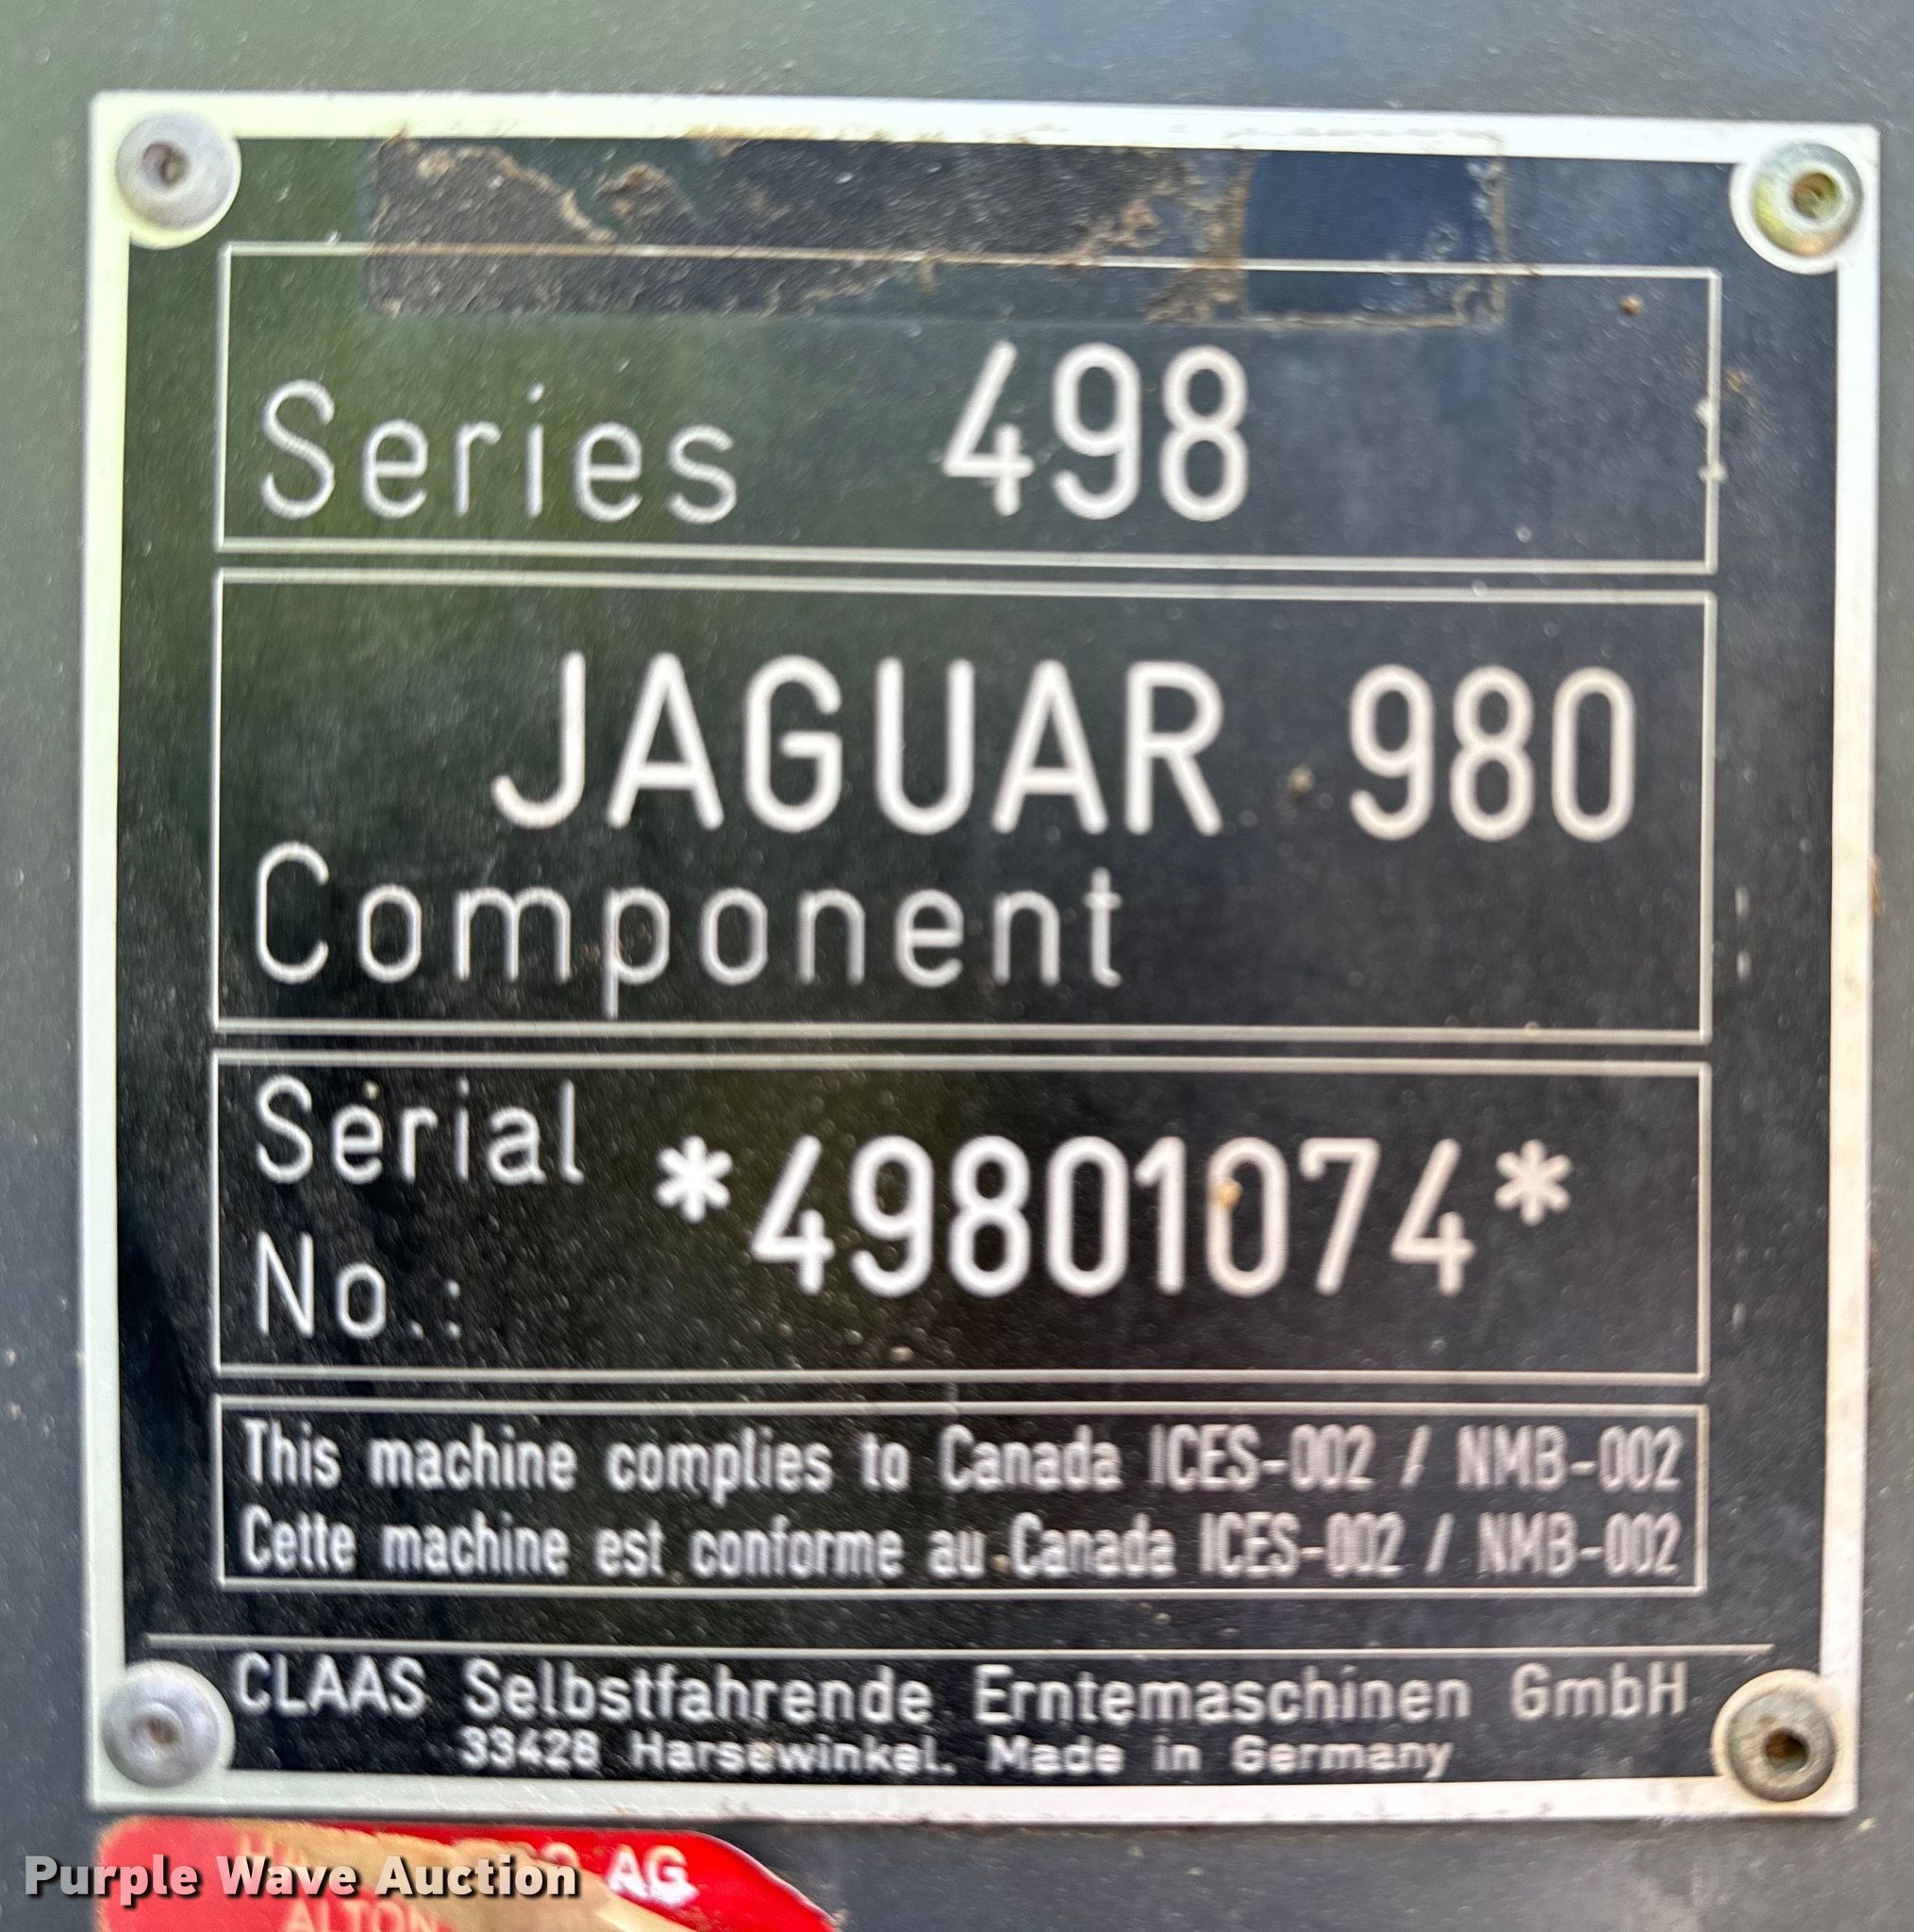 Series 498
JAGUAR 980
Component
Serial
No.: *49801074*
This machine complies to Canada ICES-002 / NMB-002
Cette machine est conforme au Canada ICES-002 / NMB-002
CLAAS Selbstfahrende Erntemaschinen GmbH
33428 Harsewinkel. Made in Germany
AG
Purple Wave Auction
ALTON